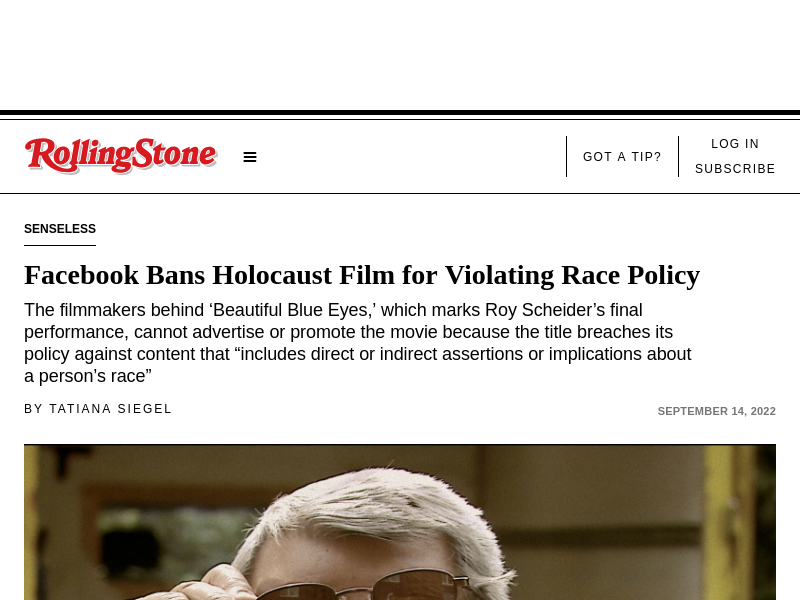 RollingStone
GOT A TIP?
LOG IN
SUBSCRIBE
SENSELESS
Facebook Bans Holocaust Film for Violating Race Policy
The filmmakers behind ‘Beautiful Blue Eyes,’ which marks Roy Scheider’s final
performance, cannot advertise or promote the movie because the title breaches its
policy against content that “includes direct or indirect assertions or implications about
a person’s race”
BY TATIANA SIEGEL
SEPTEMBER 14, 2022